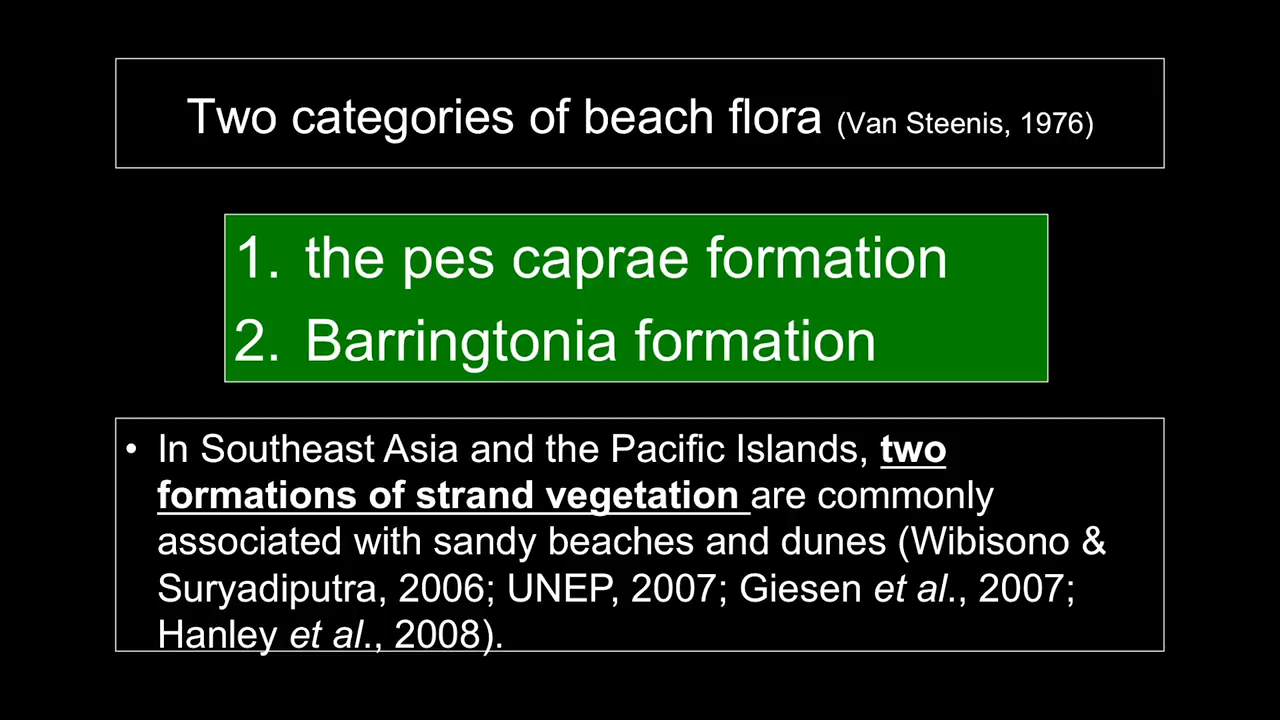 Two categories of beach flora (Van Steenis, 1976)
1. the pes caprae formation
2. Barringtonia formation
• In Southeast Asia and the Pacific Islands, two
formations of strand vegetation are commonly
associated with sandy beaches and dunes (Wibisono &
Suryadiputra, 2006; UNEP, 2007; Giesen et al., 2007;
Hanley et al., 2008).